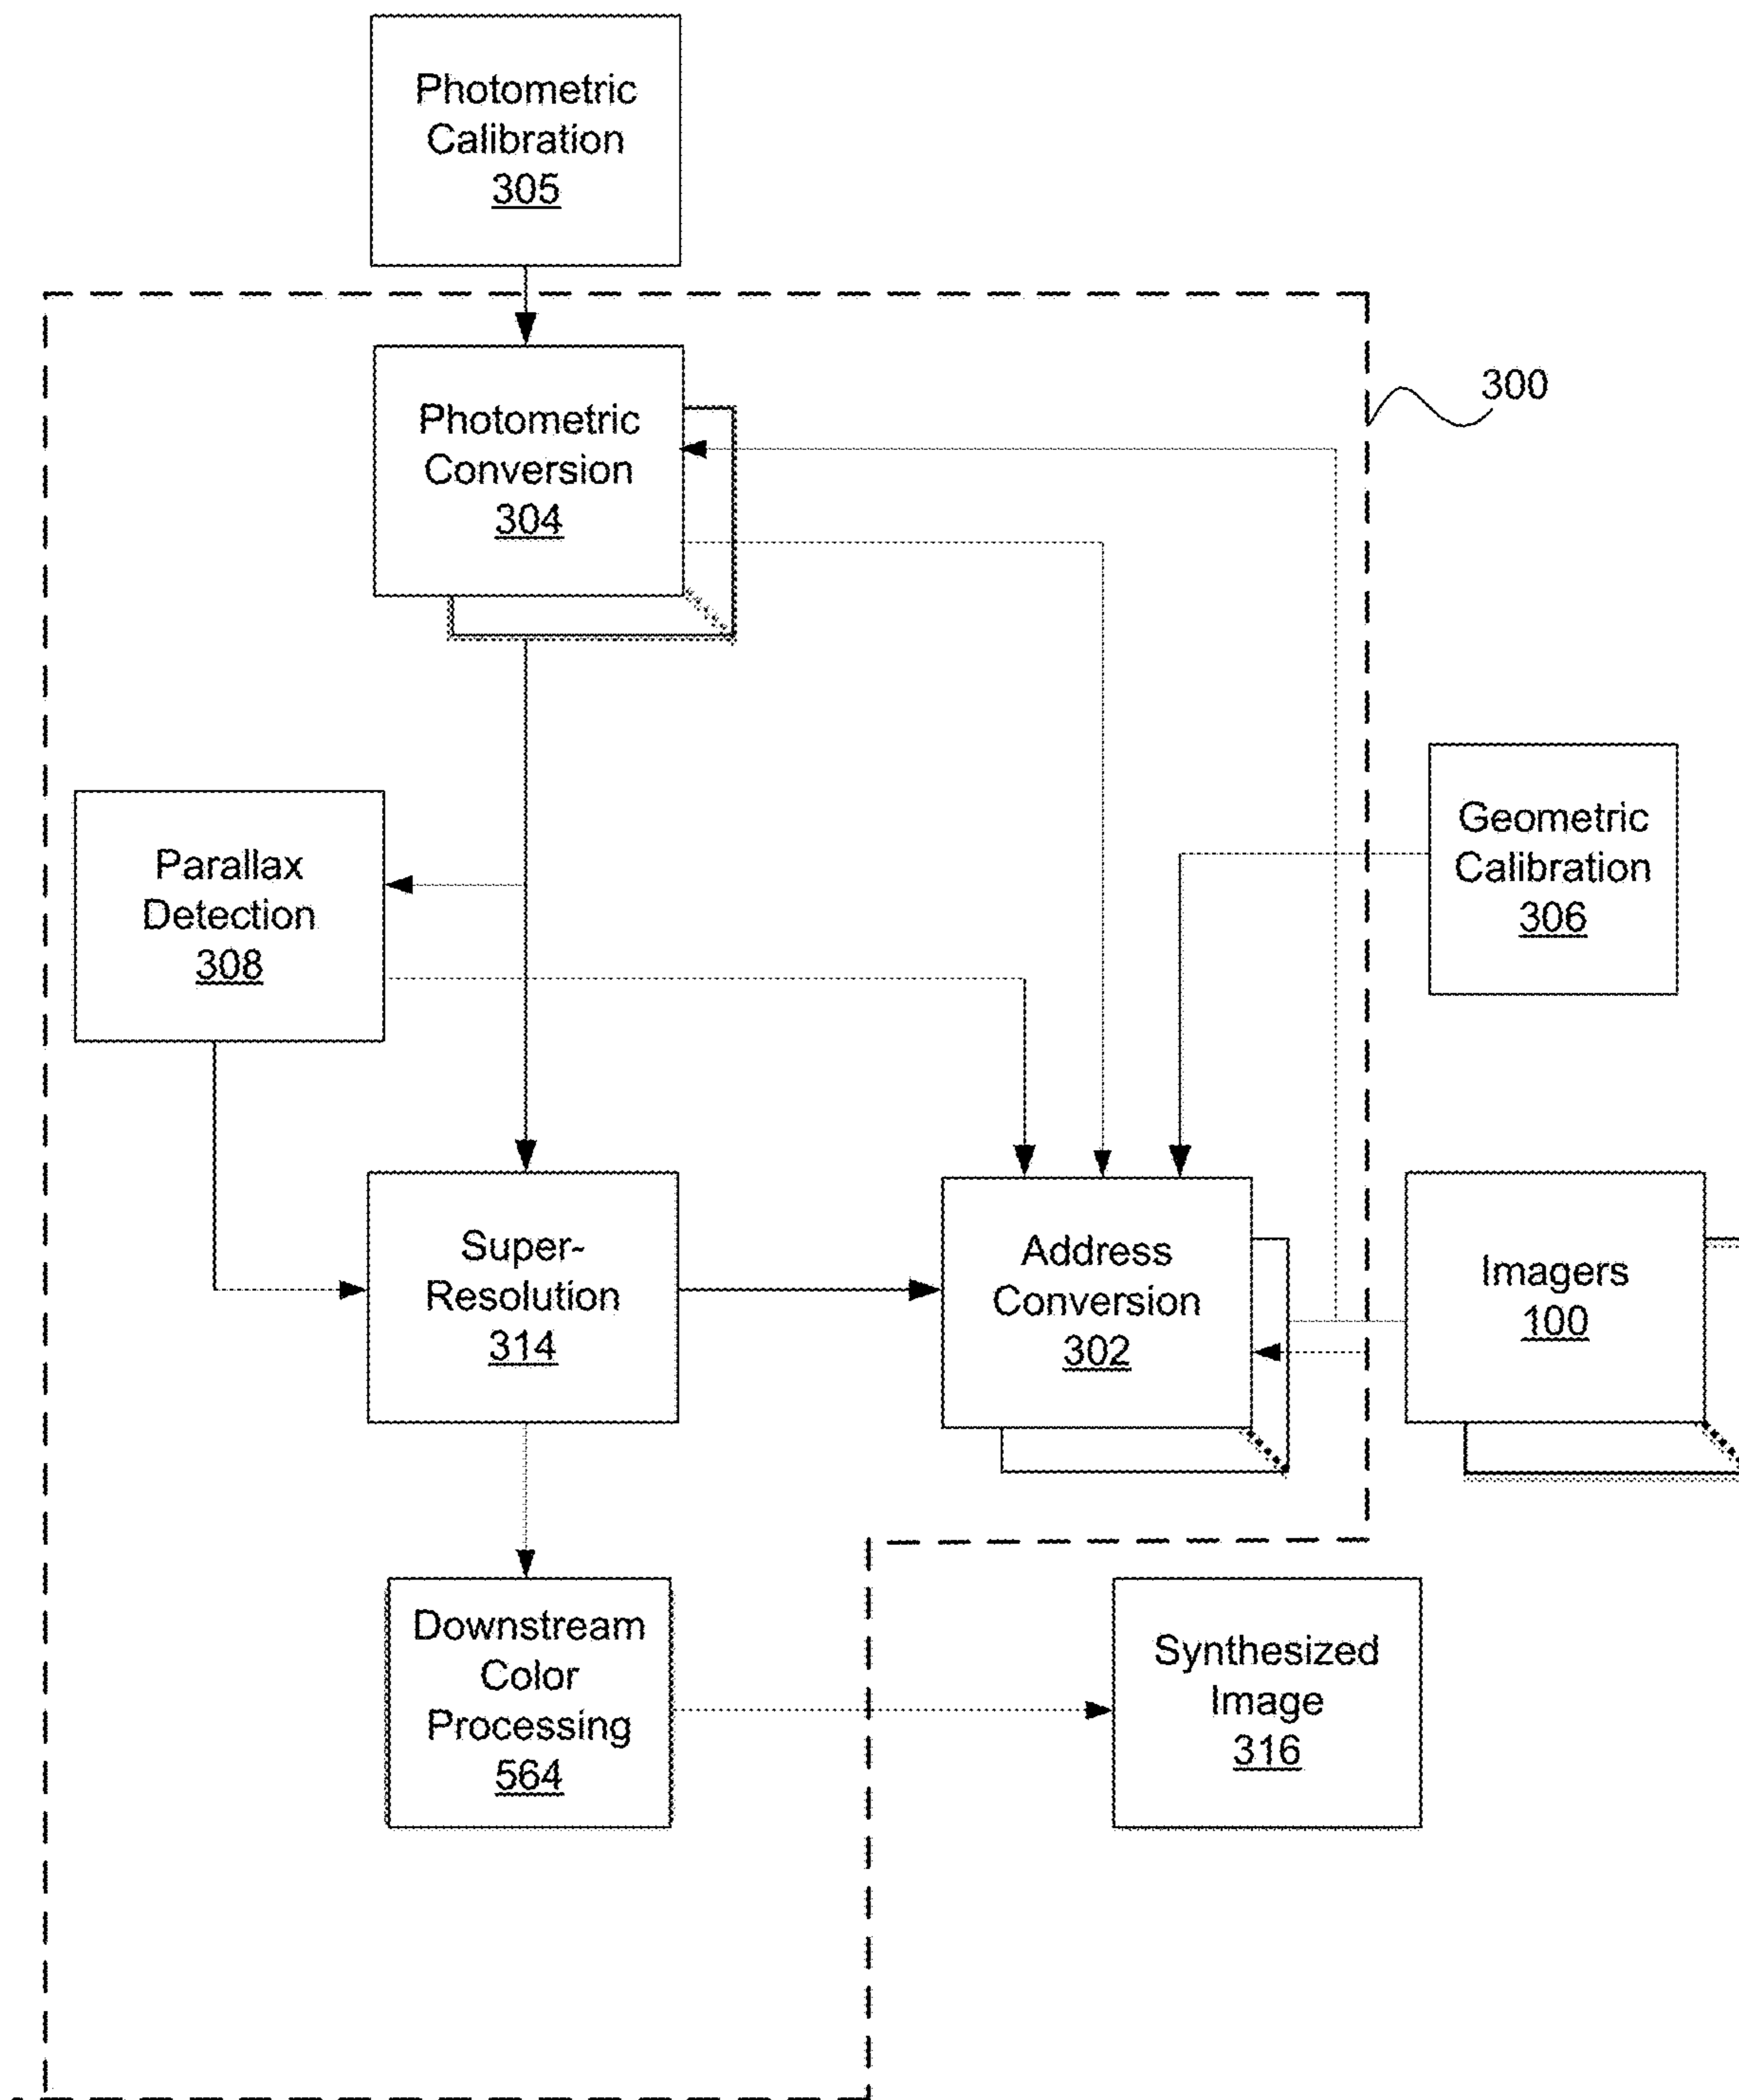 Photometric
Calibration
305
Photometric
Conversion
304
300
Parallax
Detection
308
Geometric
Calibration
306
Super-
Resolution
314
Address
Conversion
302
Imagers
100
Downstream
Color
Processing
564
Synthesized
Image
316